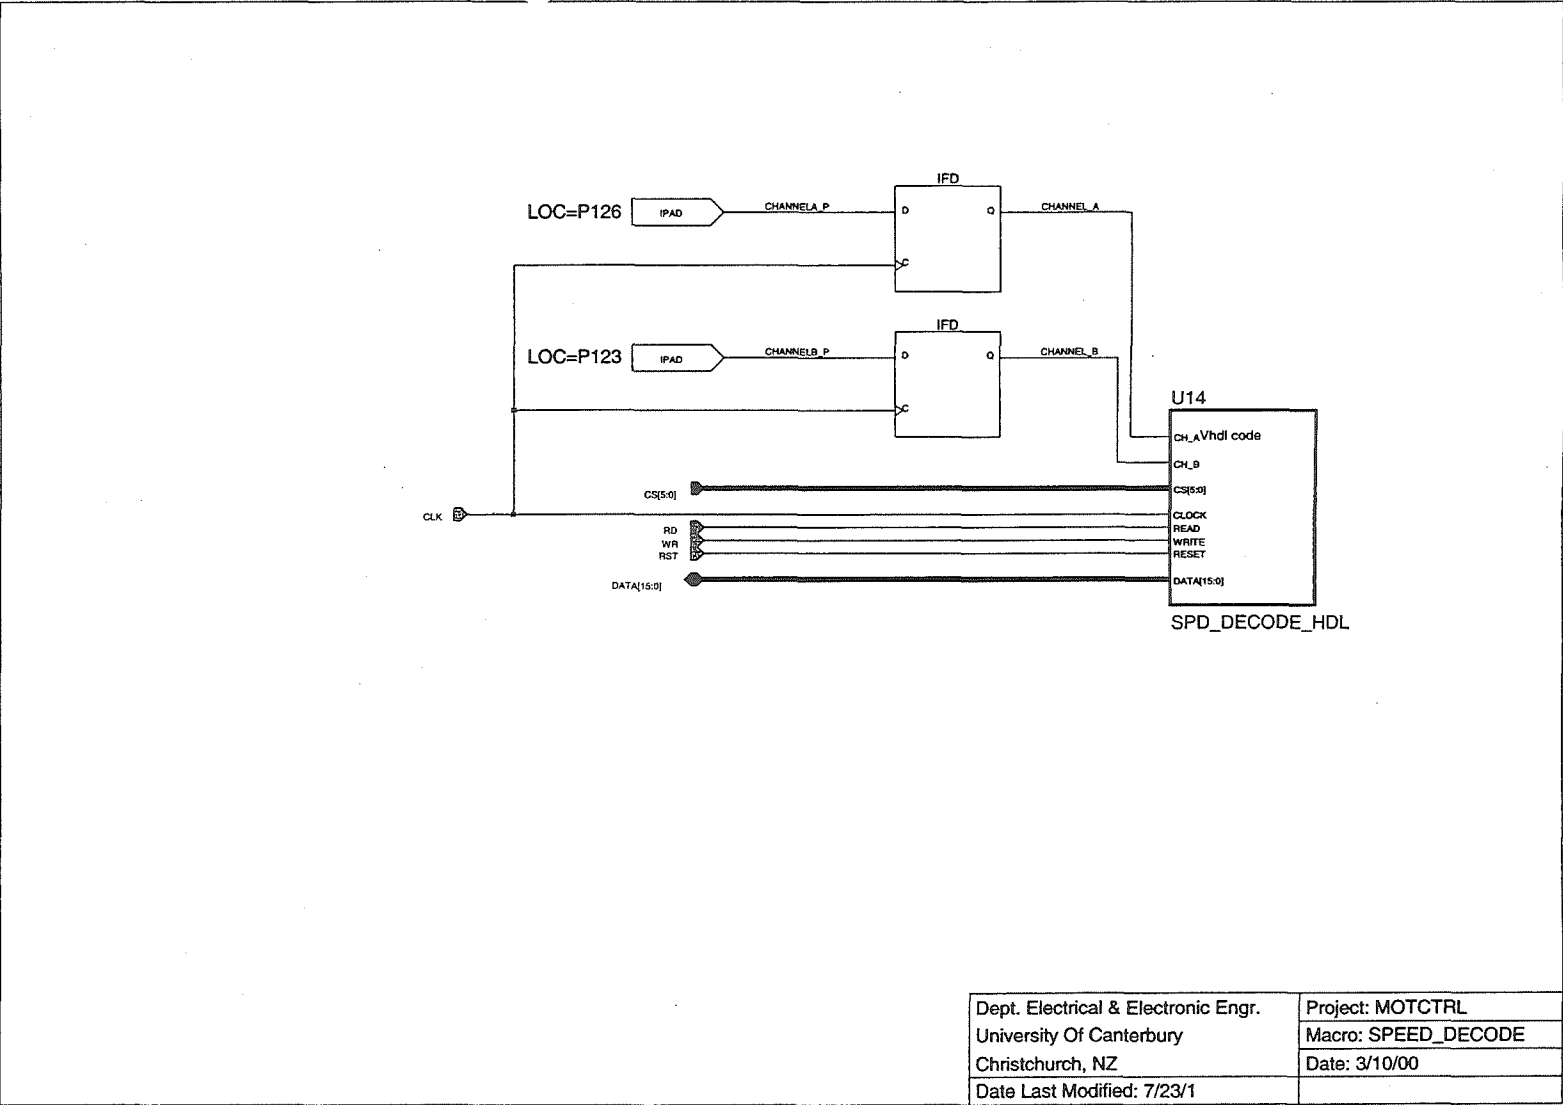 IFD
LOC=P126
IPAD
CHANNELA_P
D
Q
CHANNEL_A
C
IFD
LOC=P123
IPAD
CHANNELB_P
D
Q
CHANNEL_B
C
U14
CH_A Vhdl code
CH_B
CS[5:0]
CS[5:0]
CLK
CLOCK
RD
READ
WR
WRITE
RST
RESET
DATA[15:0]
DATA[15:0]
SPD_DECODE_HDL
Dept. Electrical & Electronic Engr.
Project: MOTCTRL
University Of Canterbury
Macro: SPEED_DECODE
Christchurch, NZ
Date: 3/10/00
Date Last Modified: 7/23/1